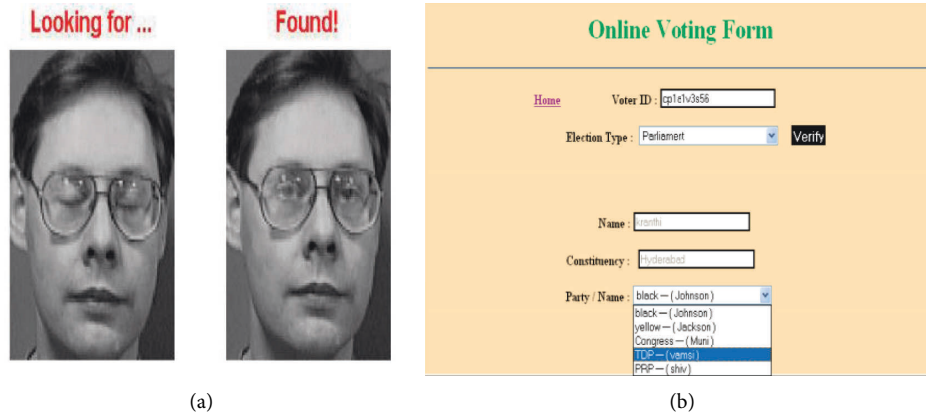 Looking for ...
Found!
(a)
Online Voting Form
Home
Voter ID : cp1e1v3s56
Election Type : Parliament
Verify
Name : kranthi
Constituency : Hyderabad
Party / Name : black — ( Johnson )
black — ( Johnson )
yellow — ( Jackson )
Congress — ( Muni )
TDP — ( vamsi )
PRP — ( shiv )
(b)